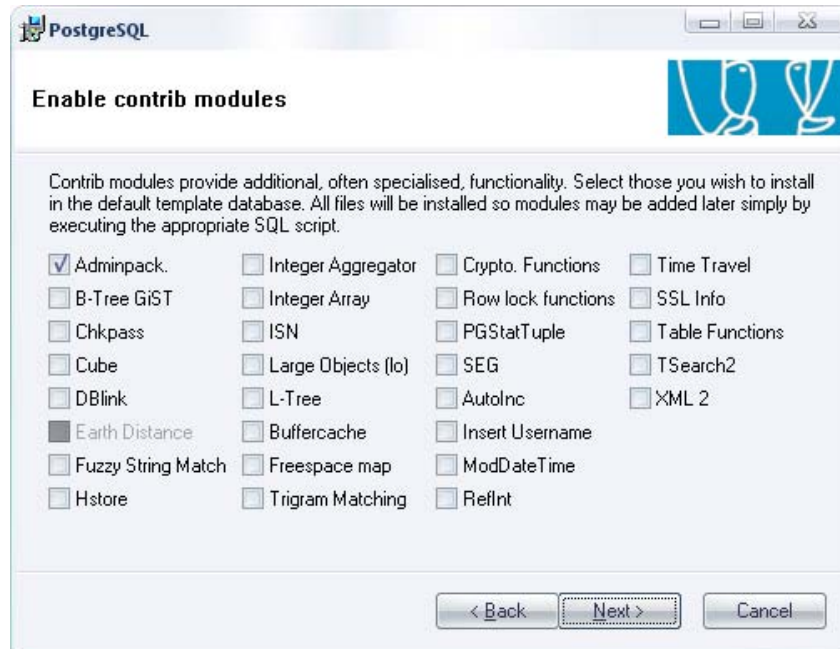 PostgreSQL
Enable contrib modules
Contrib modules provide additional, often specialised, functionality. Select those you wish to install
in the default template database. All files will be installed so modules may be added later simply by
executing the appropriate SQL script.
Adminpack. Integer Aggregator Crypto. Functions Time Travel
B-Tree GiST Integer Array Row lock functions SSL Info
Chkpass ISN PGStatTuple Table Functions
Cube Large Objects (lo) SEG TSearch2
DBlink L-Tree AutoInc XML 2
Earth Distance Buffercache Insert Username
Fuzzy String Match Freespace map ModDateTime
Hstore Trigram Matching RefInt
< Back Next > Cancel